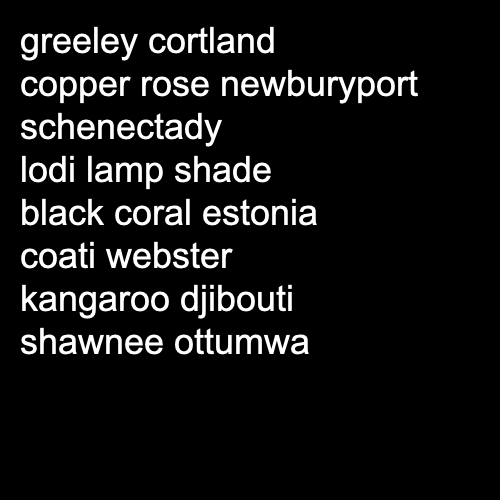 greeley cortland
copper rose newburyport
schenectady
lodi lamp shade
black coral estonia
coati webster
kangaroo djibouti
shawnee ottumwa